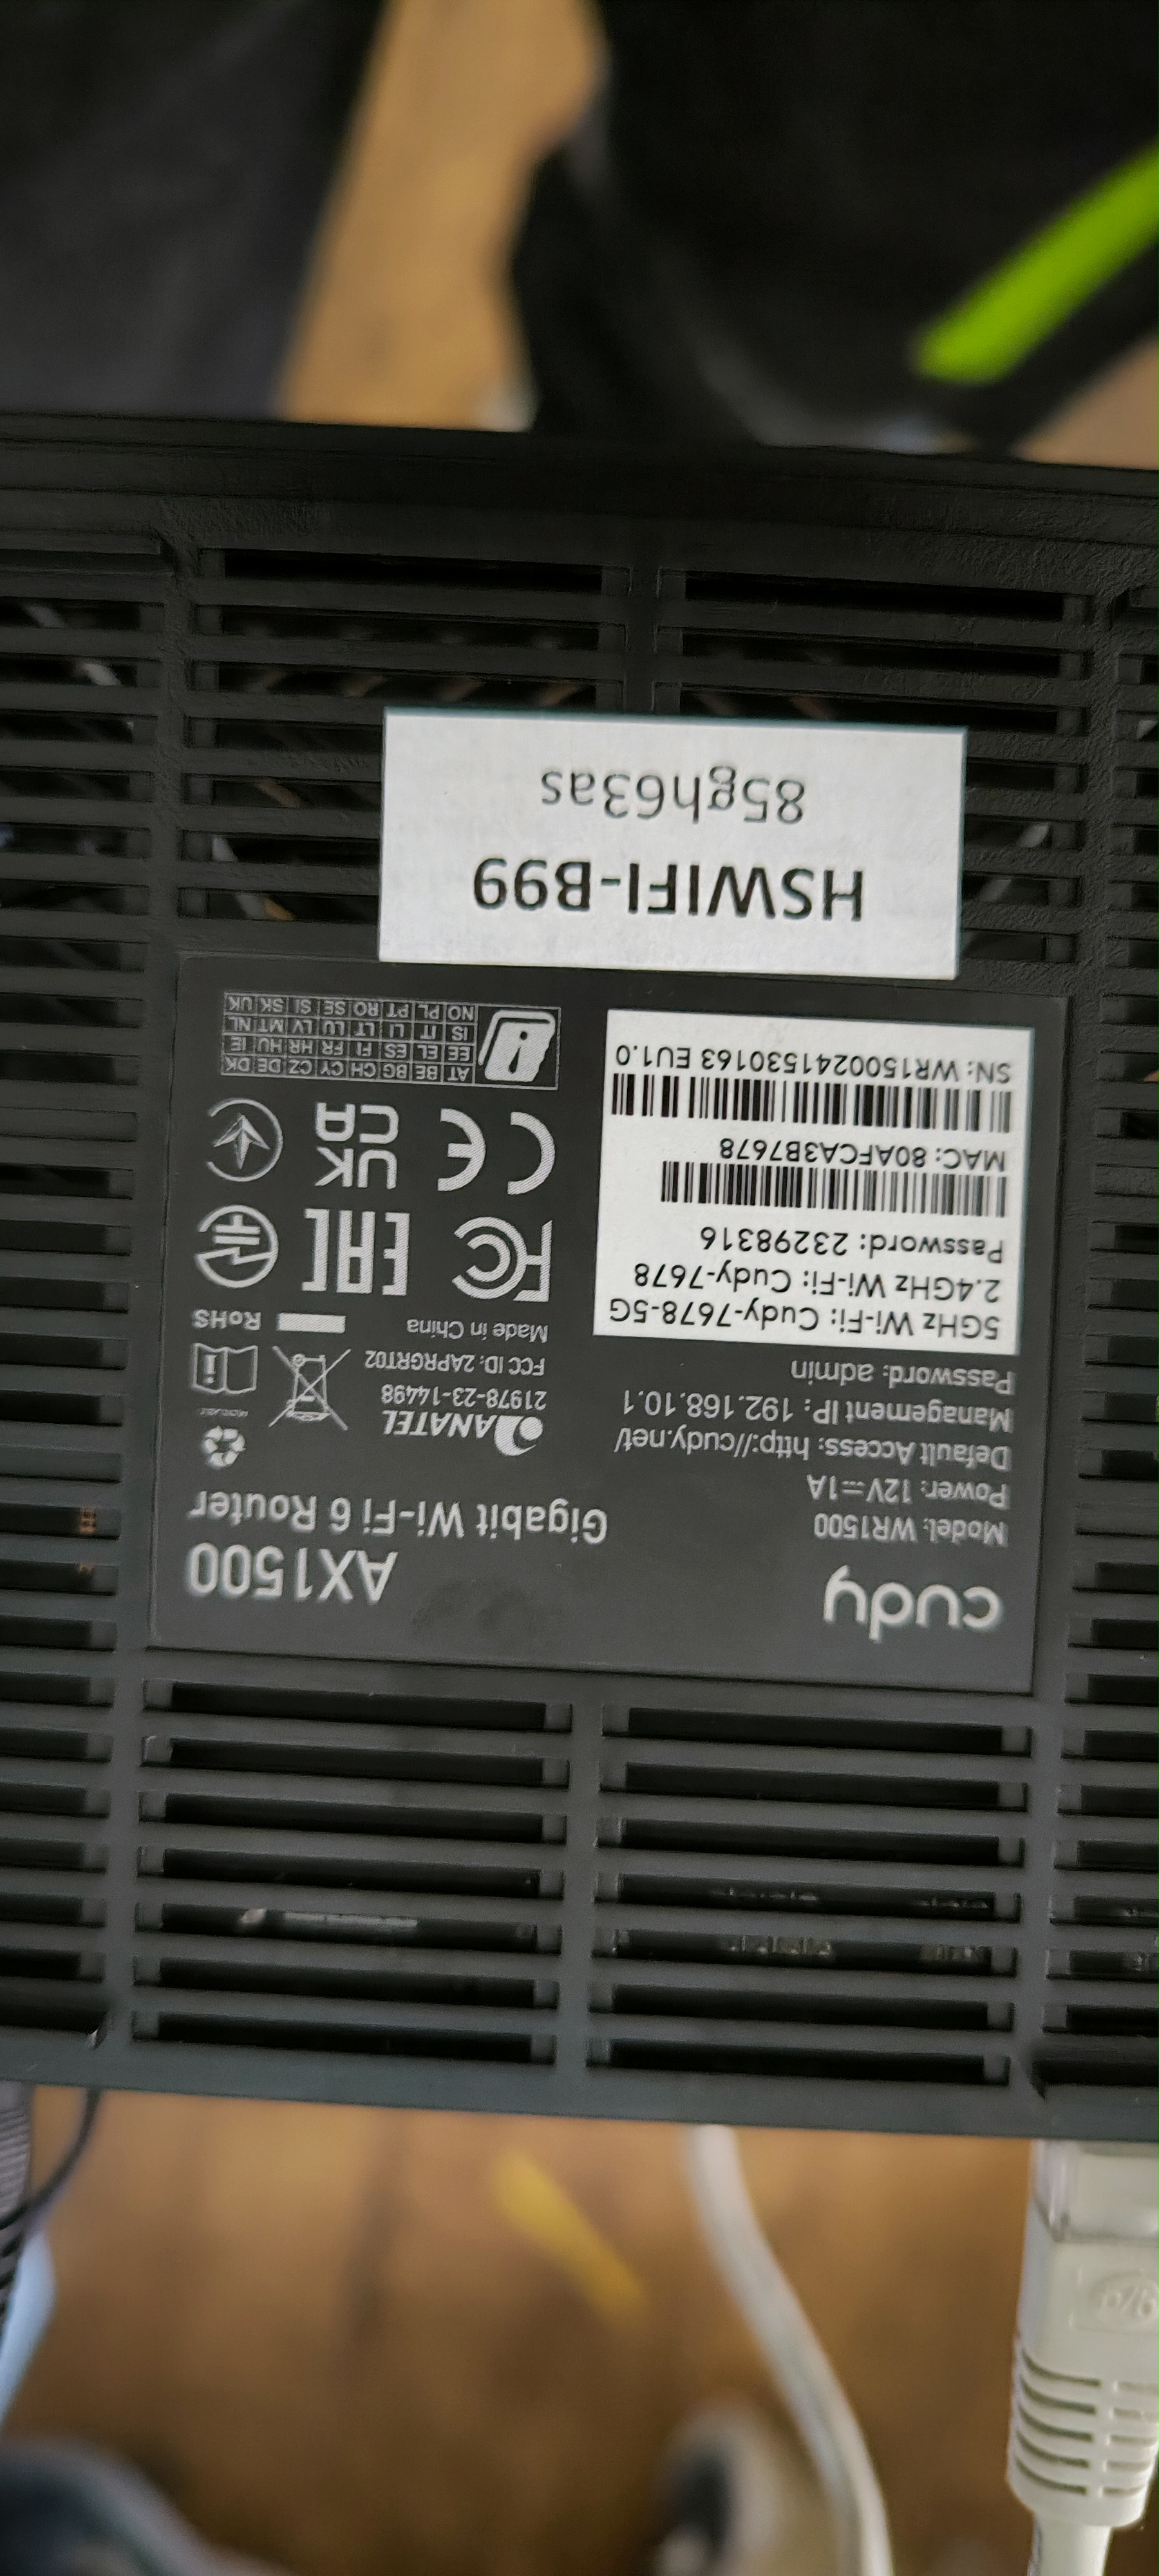 cudy
AX1500
Gigabit Wi-Fi 6 Router
Model: WR1500
Power: 12V⎓1A
Default Access: http://cudy.net/
Management IP: 192.168.10.1
Password: admin
5GHz Wi-Fi: Cudy-7678-5G
2.4GHz Wi-Fi: Cudy-7678
Password: 23298316
MAC: 80AFCA3B7678
SN: WR1500241530163 EU1.0
ANATEL
21978-23-14498
FCC ID: 2APRGRT02
Made in China
RoHS
FC
EAC
CE
UK
CA
AT BE BG CH CY CZ DE DK
EE EL ES FI FR HR HU IE
IS IT LI LT LU LV MT NL
NO PL PT RO SE SI SK UK
HSWIFI-B99
85gh63as